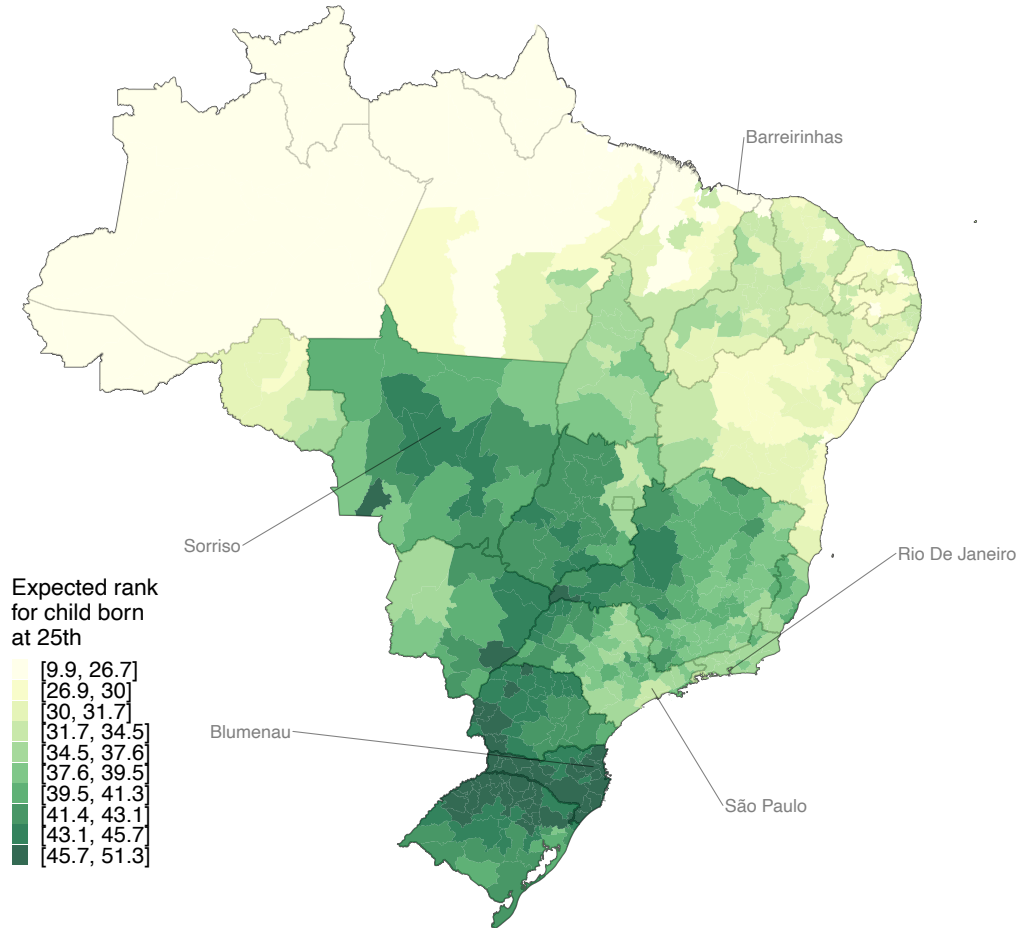 Barreirinhas
Sorriso
Rio De Janeiro
Expected rank
for child born
at 25th
[9.9, 26.7]
[26.9, 30]
[30, 31.7]
[31.7, 34.5]
[34.5, 37.6]
[37.6, 39.5]
[39.5, 41.3]
[41.4, 43.1]
[43.1, 45.7]
[45.7, 51.3]
Blumenau
São Paulo